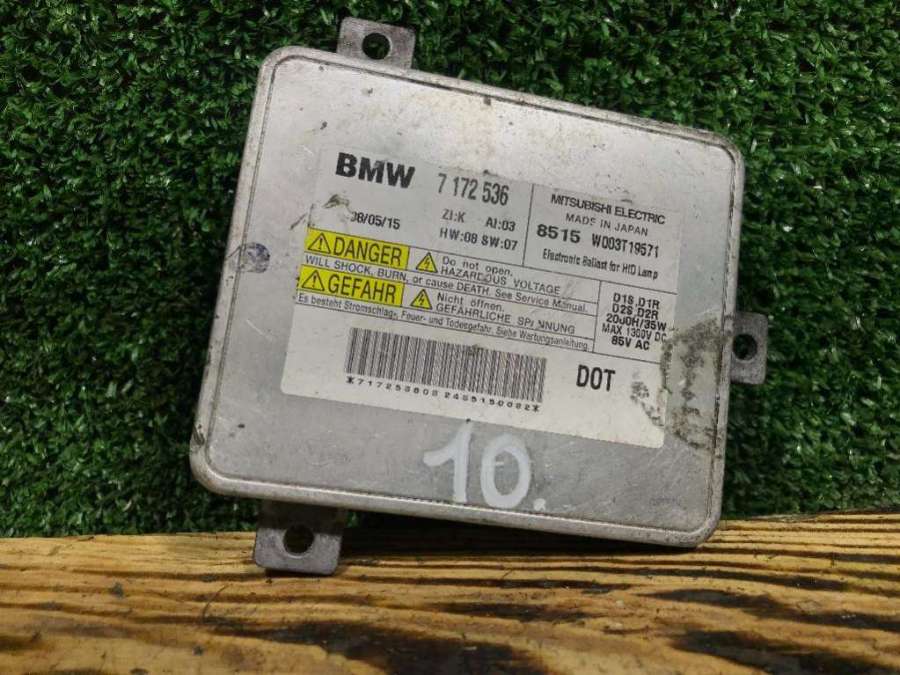 BMW 7 172 536
08/05/15 ZI:K AI:03
HW:08 SW:07
MITSUBISHI ELECTRIC
MADE IN JAPAN
8515 W003T19571
Electronic Ballast for HID Lamp
DANGER Do not open.
HAZARDOUS VOLTAGE
WILL SHOCK, BURN, or cause DEATH. See Service Manual.
GEFAHR Nicht öffnen.
GEFÄHRLICHE SPANNUNG
Es besteht Stromschlag-, Feuer- und Todesgefahr. Siehe Wartungsanleitung.
D1S,D1R
D2S,D2R
2000H/35W
MAX 1300V DC
85V AC
*717253608 2485150082*
DOT
10.